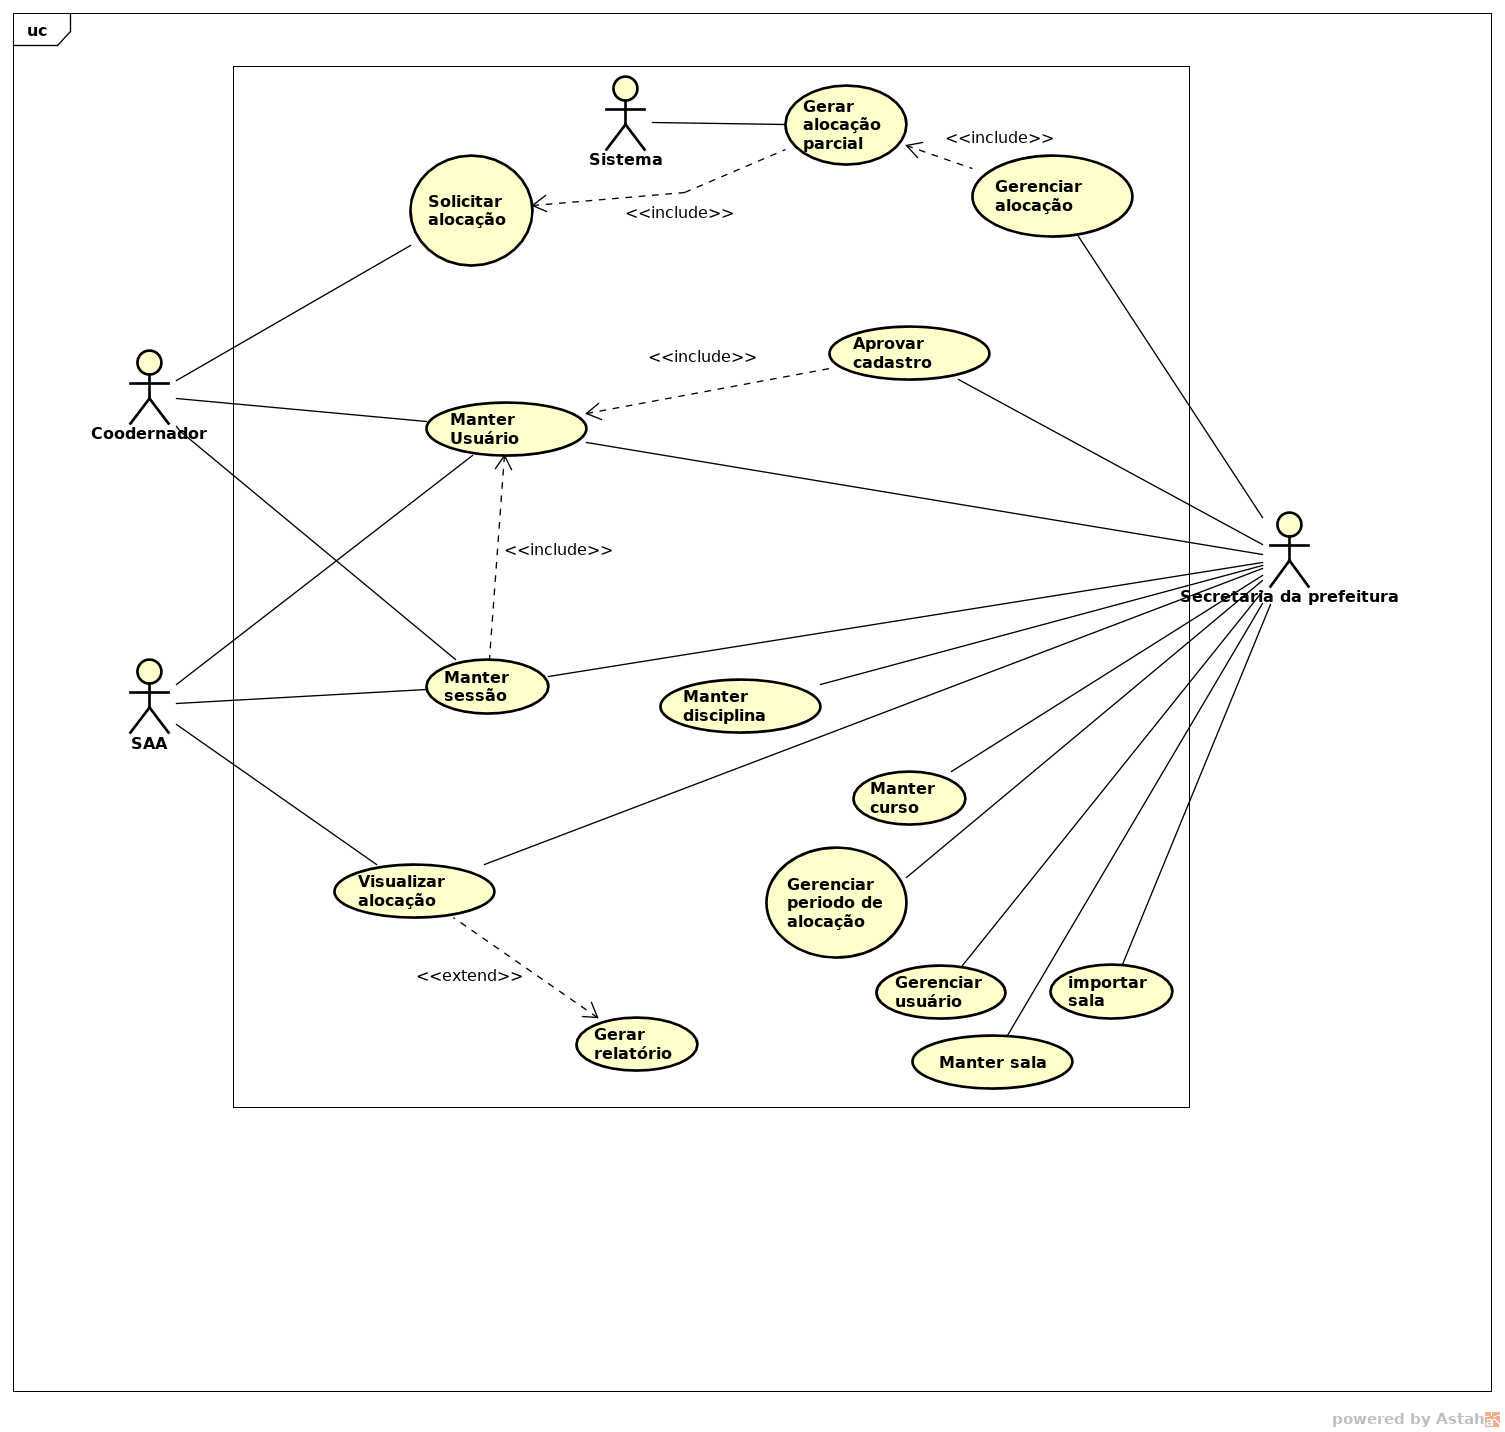 uc
Gerar
alocação
parcial
<<include>>
Sistema
Gerenciar
alocação
Solicitar
alocação
<<include>>
Aprovar
cadastro
<<include>>
Manter
Usuário
Coodernador
<<include>>
Secretaria da prefeitura
Manter
sessão
Manter
disciplina
SAA
Manter
curso
Visualizar
alocação
Gerenciar
periodo de
alocação
<<extend>>
Gerenciar
usuário
importar
sala
Gerar
relatório
Manter sala
powered by Astah